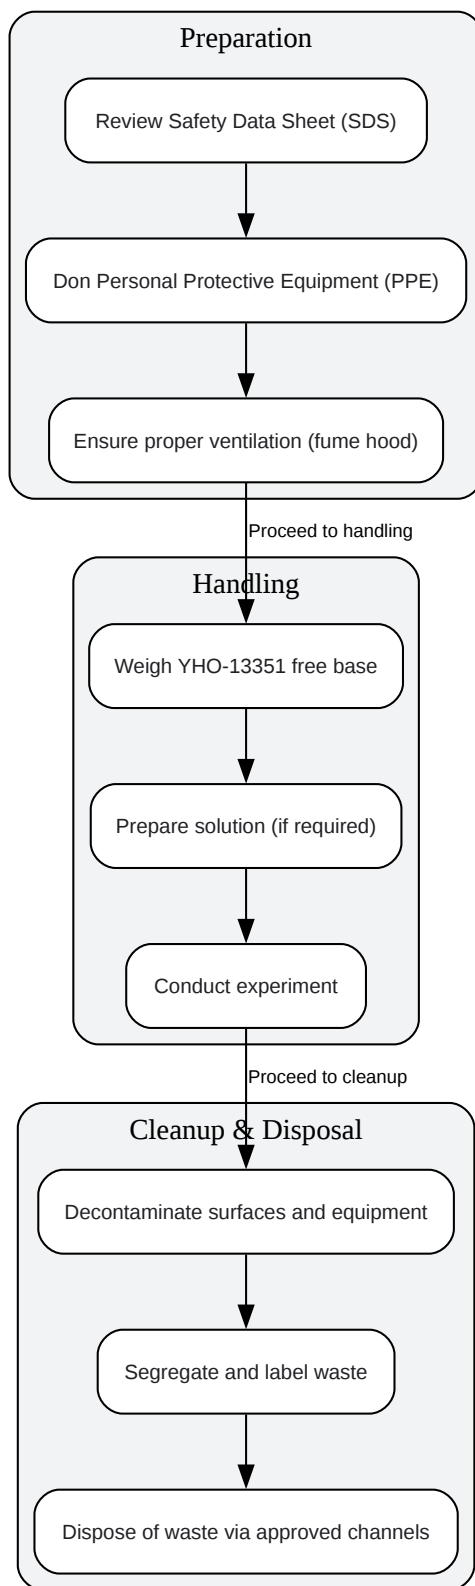 Preparation
Review Safety Data Sheet (SDS)
Don Personal Protective Equipment (PPE)
Ensure proper ventilation (fume hood)
Proceed to handling
Handling
Weigh YHO-13351 free base
Prepare solution (if required)
Conduct experiment
Proceed to cleanup
Cleanup & Disposal
Decontaminate surfaces and equipment
Segregate and label waste
Dispose of waste via approved channels